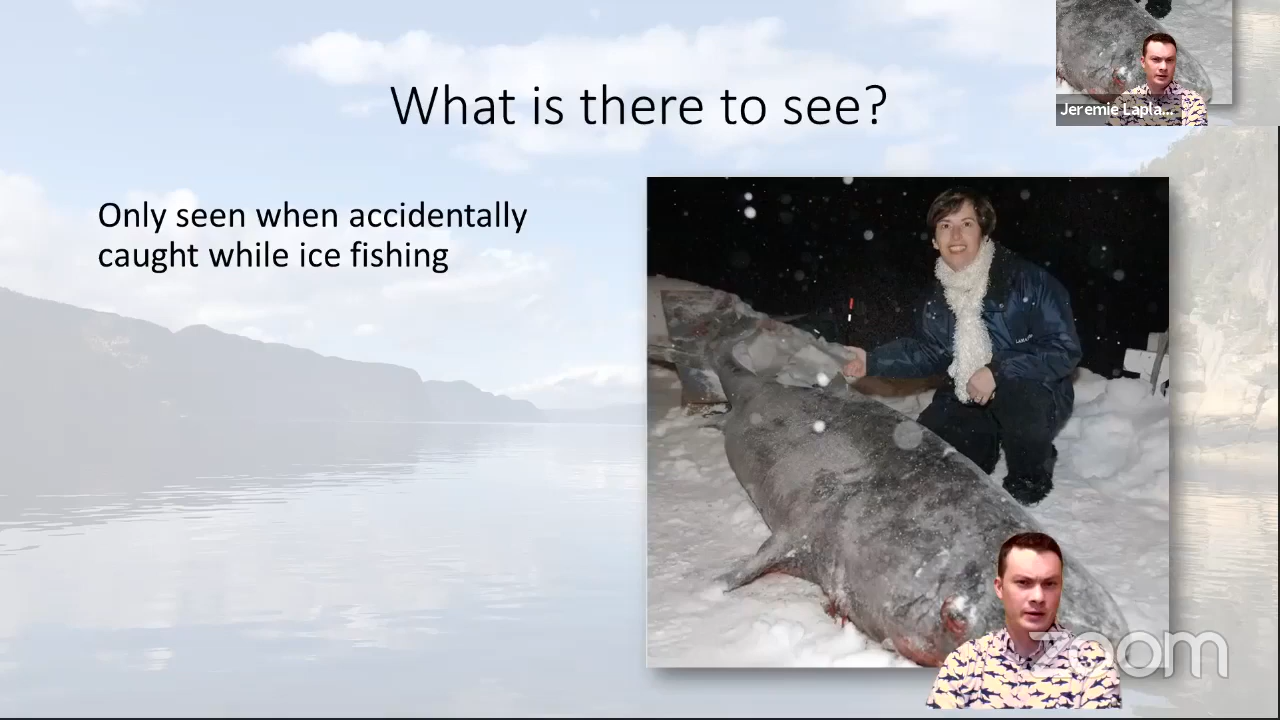 What is there to see?
Jeremie Lapla...
Only seen when accidentally
caught while ice fishing
zoom